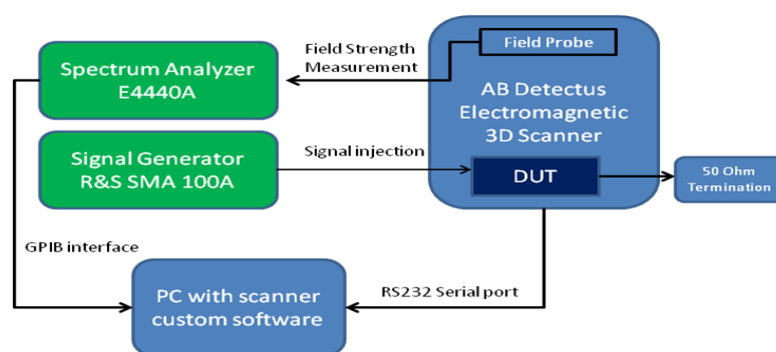 Field Strength
Measurement
Field Probe
Spectrum Analyzer
E4440A
AB Detectus
Electromagnetic
3D Scanner
Signal Generator
R&S SMA 100A
Signal injection
DUT
50 Ohm
Termination
GPIB interface
PC with scanner
custom software
RS232 Serial port